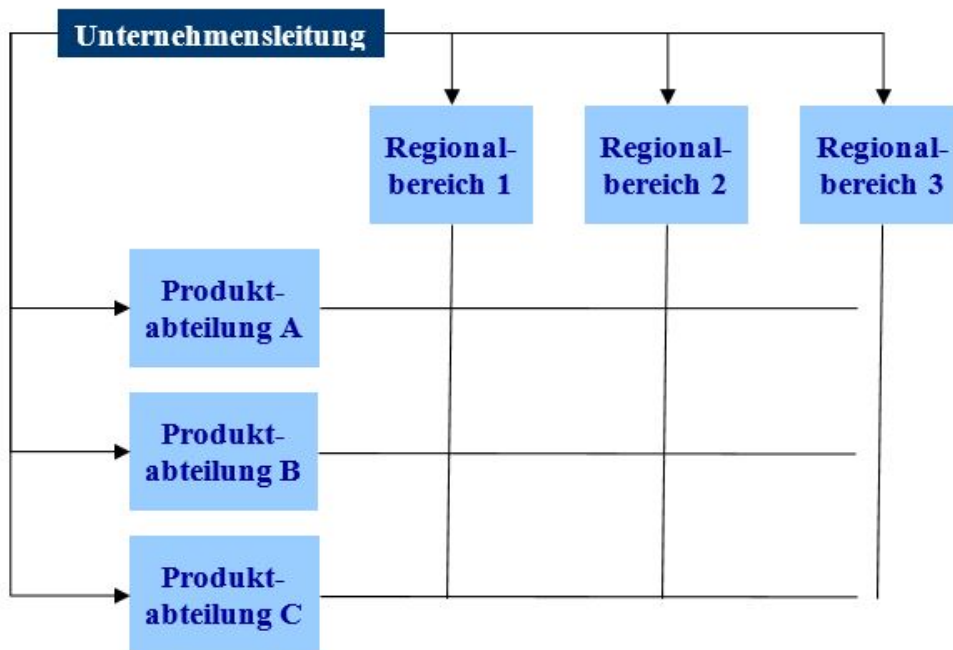 Unternehmensleitung
Regional-
bereich 1
Regional-
bereich 2
Regional-
bereich 3
Produkt-
abteilung A
Produkt-
abteilung B
Produkt-
abteilung C